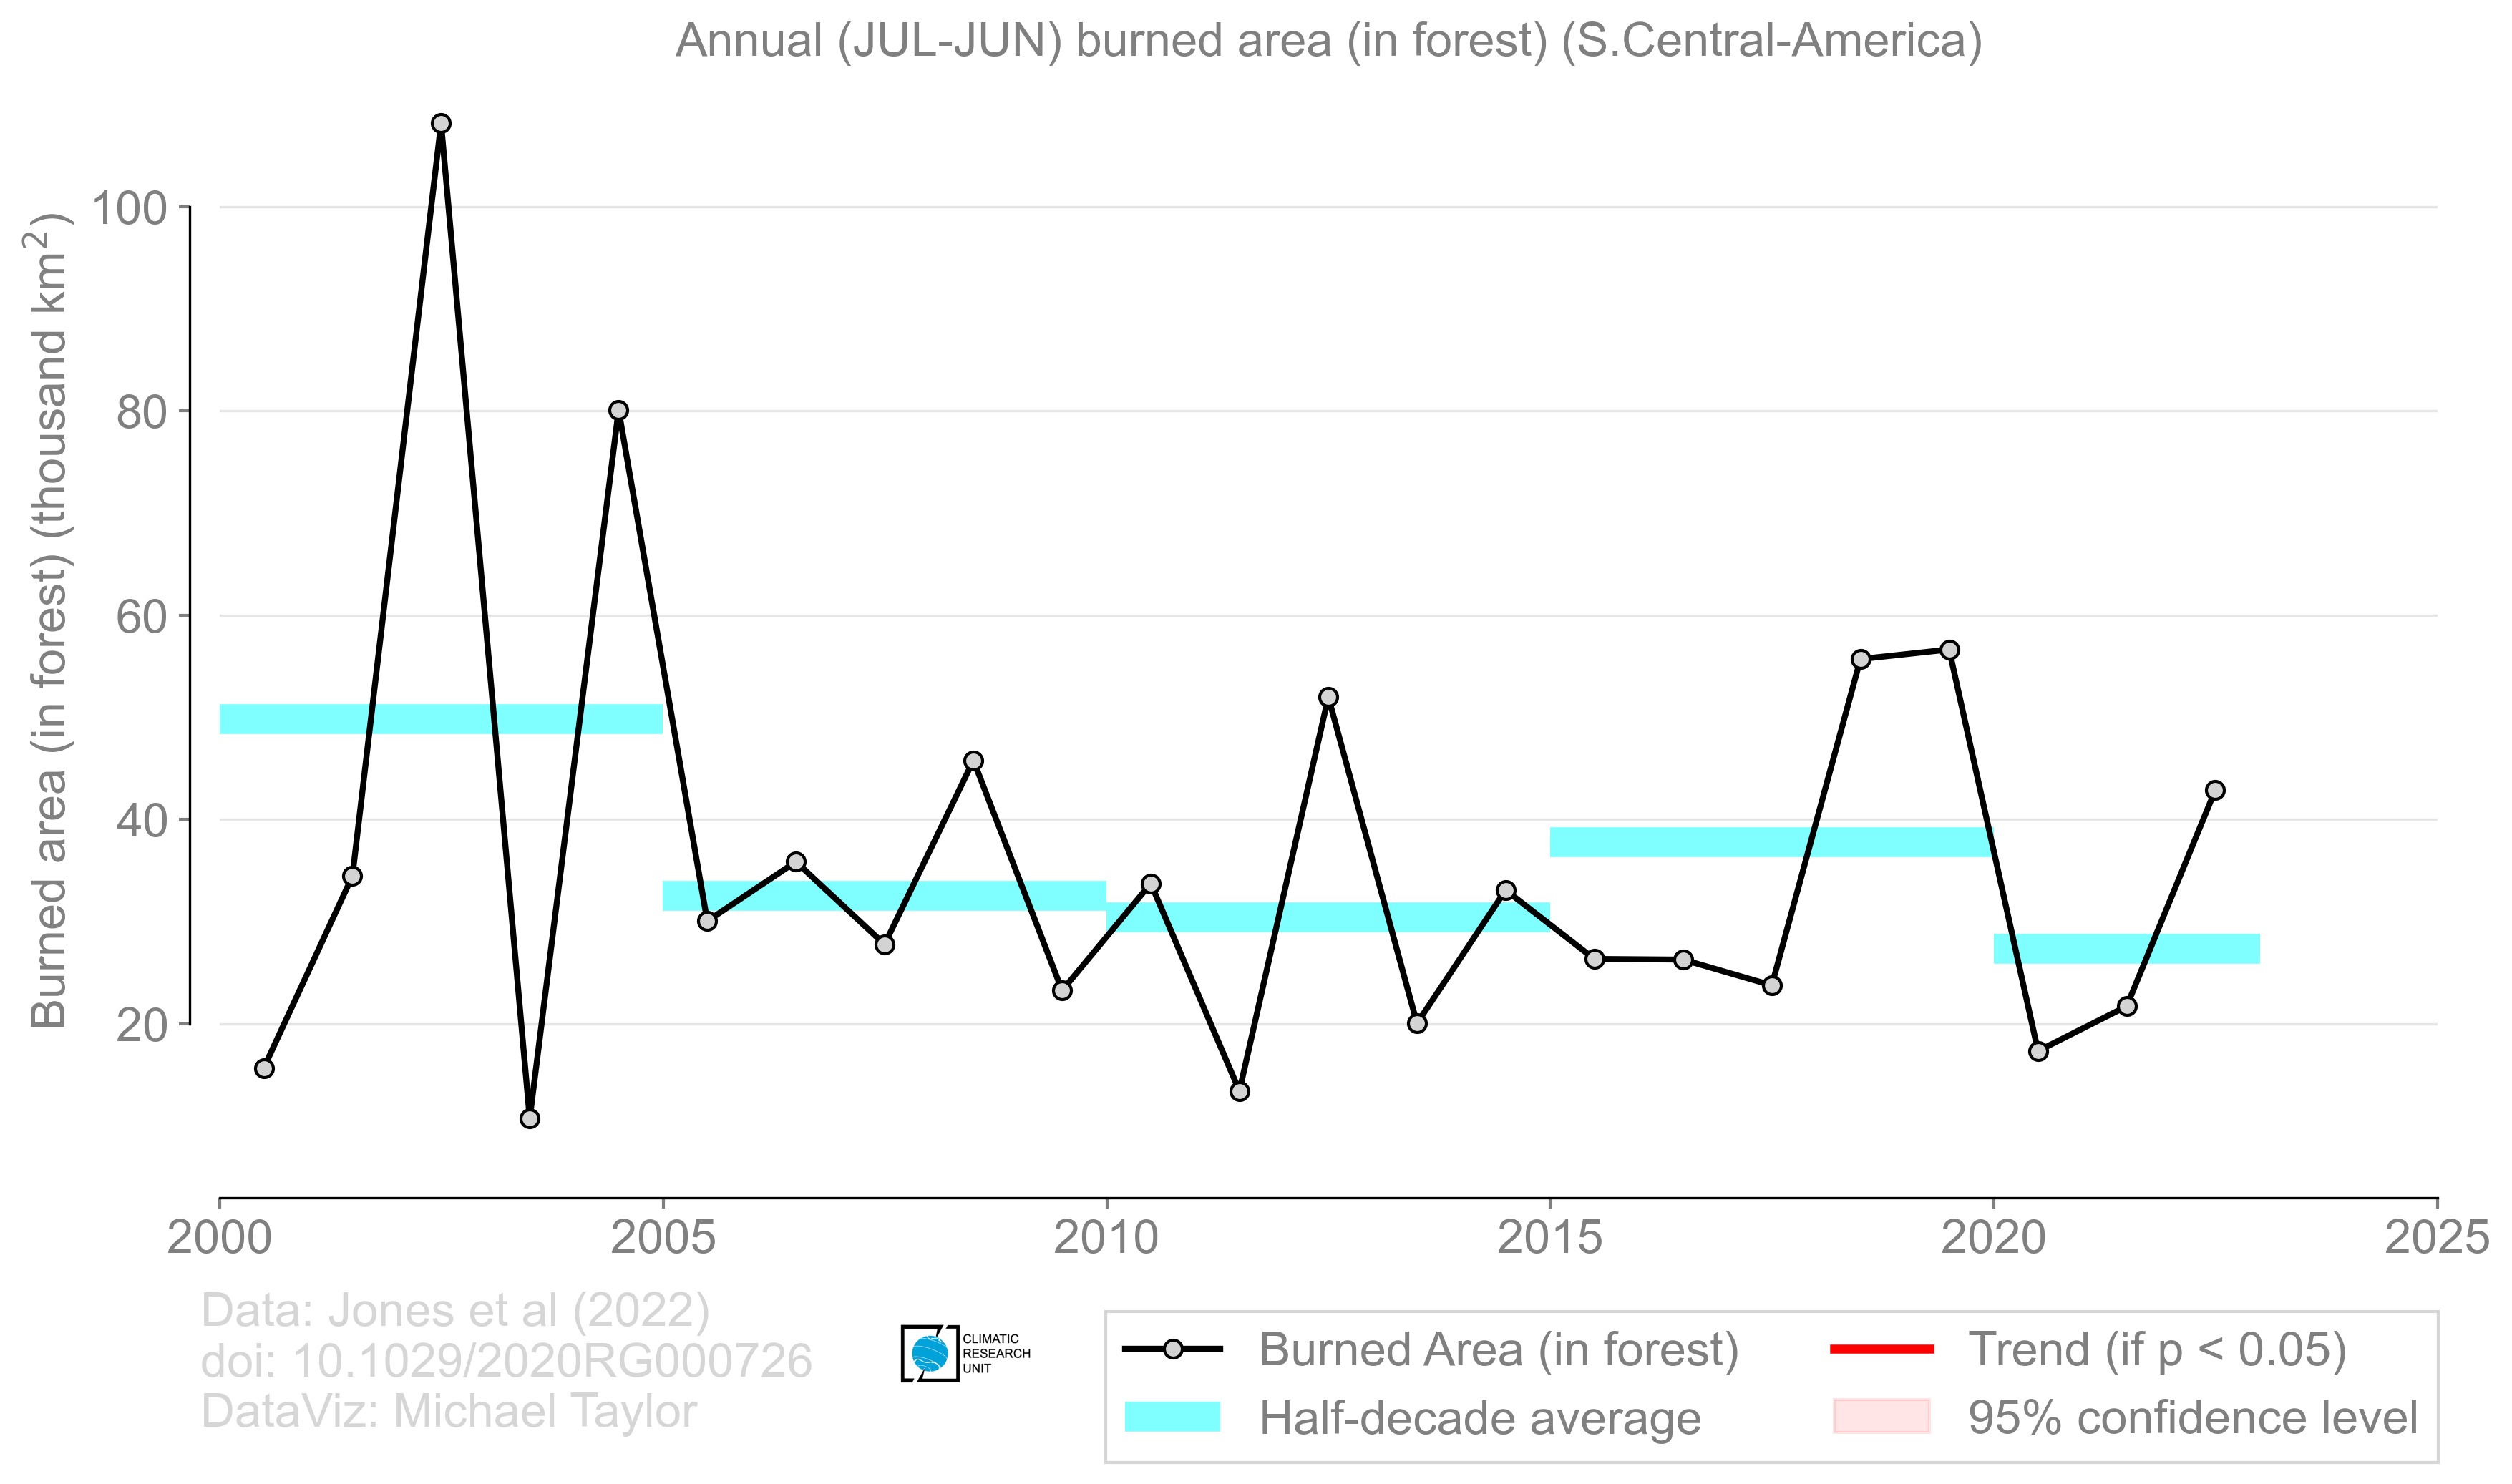 Annual (JUL-JUN) burned area (in forest) (S.Central-America)
Burned area (in forest) (thousand km²)
100
80
60
40
20
2000
2005
2010
2015
2020
2025
Data: Jones et al (2022)
doi: 10.1029/2020RG000726
DataViz: Michael Taylor
CLIMATIC
RESEARCH
UNIT
Burned Area (in forest)
Half-decade average
Trend (if p < 0.05)
95% confidence level